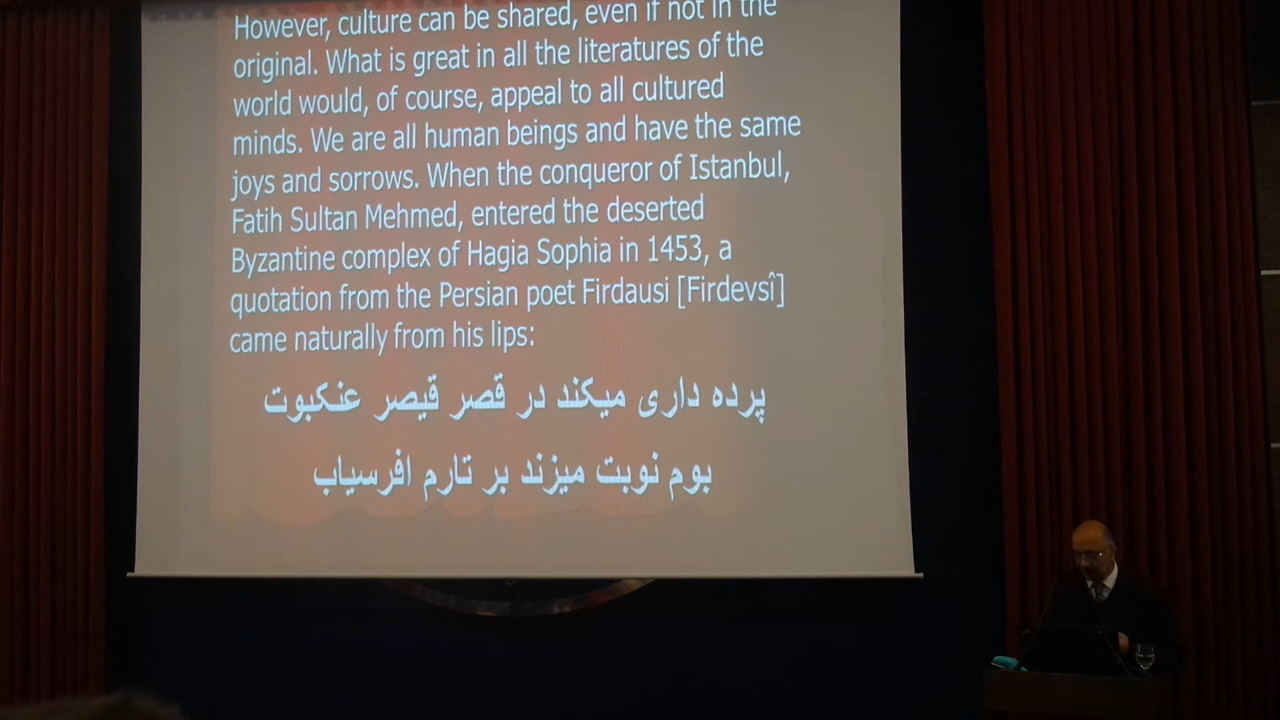 However, culture can be shared, even if not in the
original. What is great in all the literatures of the
world would, of course, appeal to all cultured
minds. We are all human beings and have the same
joys and sorrows. When the conqueror of Istanbul,
Fatih Sultan Mehmed, entered the deserted
Byzantine complex of Hagia Sophia in 1453, a
quotation from the Persian poet Firdausi [Firdevsî]
came naturally from his lips:
پرده داری میکند در قصر قیصر عنکبوت
بوم نوبت میزند بر تارم افرسیاب